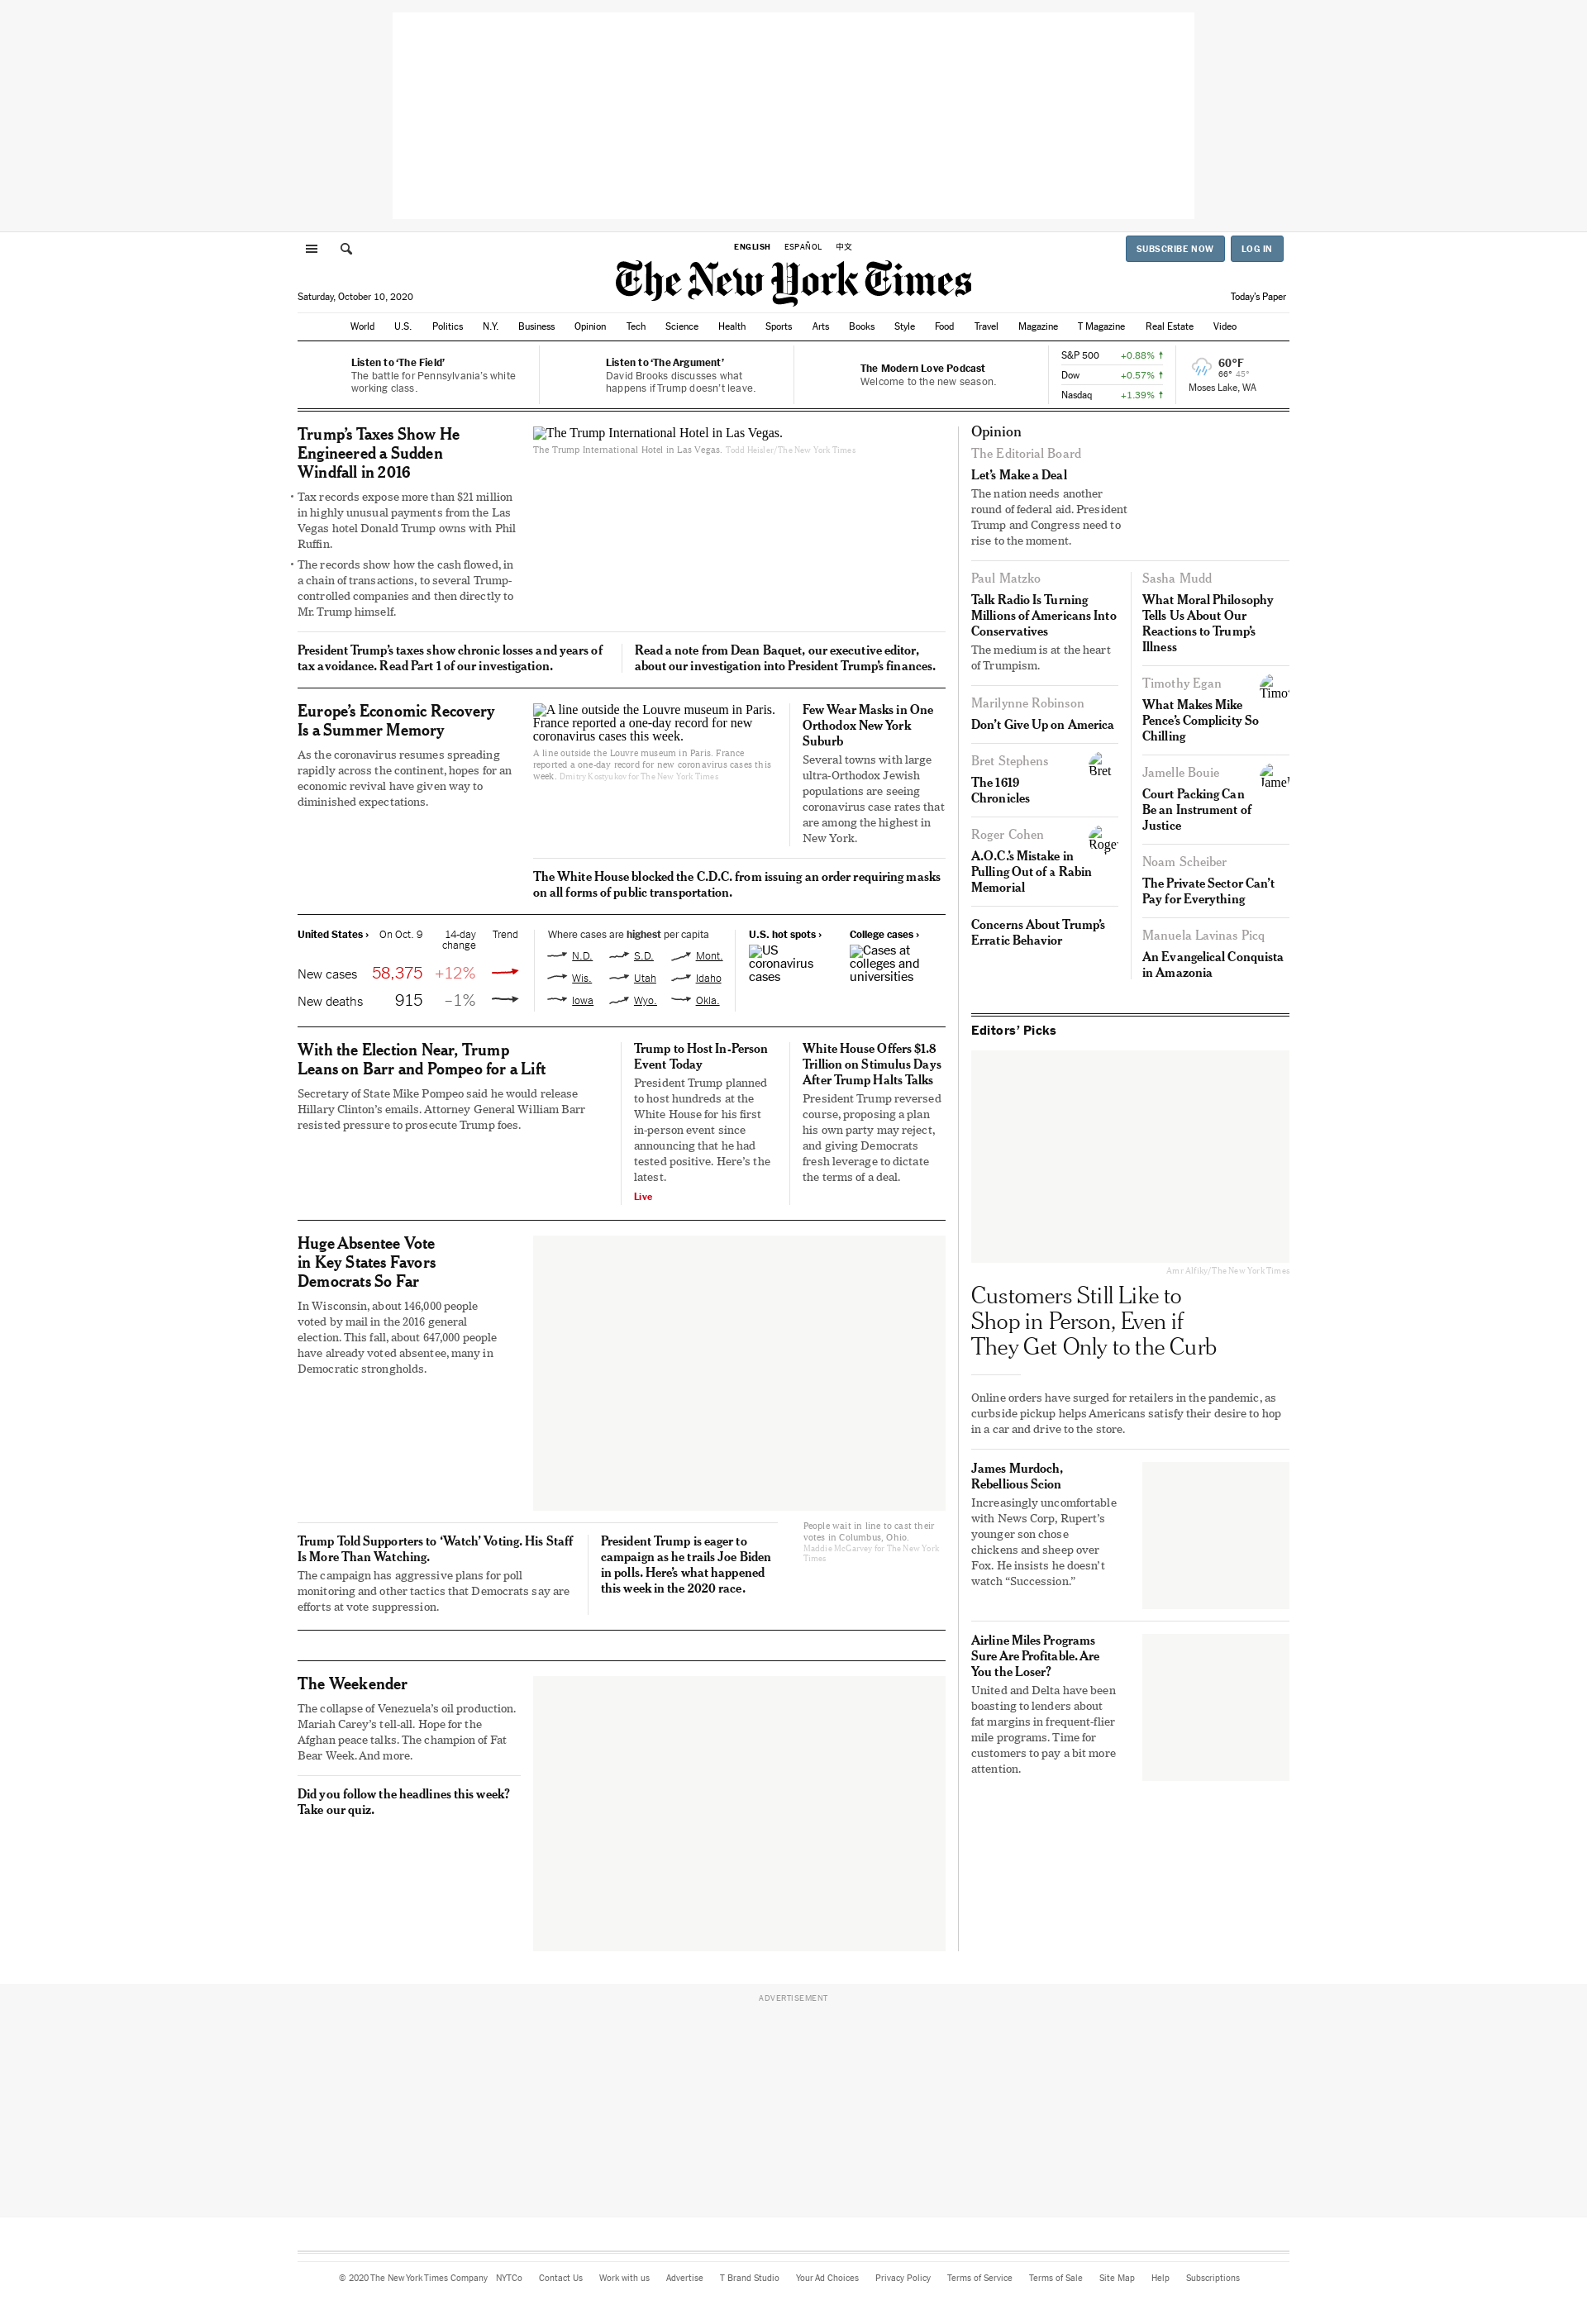 ENGLISH ESPAÑOL 中文
SUBSCRIBE NOW LOG IN
The New York Times
Saturday, October 10, 2020
Today's Paper
World U.S. Politics N.Y. Business Opinion Tech Science Health Sports Arts Books Style Food Travel Magazine T Magazine Real Estate Video
Listen to ‘The Field’
The battle for Pennsylvania’s white
working class.
Listen to ‘The Argument’
David Brooks discusses what
happens if Trump doesn’t leave.
The Modern Love Podcast
Welcome to the new season.
S&P 500 +0.88% ↑
Dow +0.57% ↑
Nasdaq +1.39% ↑
60°F
66° 45°
Moses Lake, WA
Trump’s Taxes Show He
Engineered a Sudden
Windfall in 2016
• Tax records expose more than $21 million
in highly unusual payments from the Las
Vegas hotel Donald Trump owns with Phil
Ruffin.
• The records show how the cash flowed, in
a chain of transactions, to several Trump-
controlled companies and then directly to
Mr. Trump himself.
The Trump International Hotel in Las Vegas.
The Trump International Hotel in Las Vegas. Todd Heisler/The New York Times
President Trump’s taxes show chronic losses and years of
tax avoidance. Read Part 1 of our investigation.
Read a note from Dean Baquet, our executive editor,
about our investigation into President Trump’s finances.
Europe’s Economic Recovery
Is a Summer Memory
As the coronavirus resumes spreading
rapidly across the continent, hopes for an
economic revival have given way to
diminished expectations.
A line outside the Louvre museum in Paris.
France reported a one-day record for new
coronavirus cases this week.
A line outside the Louvre museum in Paris. France
reported a one-day record for new coronavirus cases this
week. Dmitry Kostyukov for The New York Times
Few Wear Masks in One
Orthodox New York
Suburb
Several towns with large
ultra-Orthodox Jewish
populations are seeing
coronavirus case rates that
are among the highest in
New York.
The White House blocked the C.D.C. from issuing an order requiring masks
on all forms of public transportation.
United States › On Oct. 9 14-day
change Trend
New cases 58,375 +12%
New deaths 915 –1%
Where cases are highest per capita
N.D. S.D. Mont.
Wis. Utah Idaho
Iowa Wyo. Okla.
U.S. hot spots ›
US
coronavirus
cases
College cases ›
Cases at
colleges and
universities
With the Election Near, Trump
Leans on Barr and Pompeo for a Lift
Secretary of State Mike Pompeo said he would release
Hillary Clinton’s emails. Attorney General William Barr
resisted pressure to prosecute Trump foes.
Trump to Host In-Person
Event Today
President Trump planned
to host hundreds at the
White House for his first
in-person event since
announcing that he had
tested positive. Here’s the
latest.
Live
White House Offers $1.8
Trillion on Stimulus Days
After Trump Halts Talks
President Trump reversed
course, proposing a plan
his own party may reject,
and giving Democrats
fresh leverage to dictate
the terms of a deal.
Huge Absentee Vote
in Key States Favors
Democrats So Far
In Wisconsin, about 146,000 people
voted by mail in the 2016 general
election. This fall, about 647,000 people
have already voted absentee, many in
Democratic strongholds.
People wait in line to cast their
votes in Columbus, Ohio.
Maddie McGarvey for The New York
Times
Trump Told Supporters to ‘Watch’ Voting. His Staff
Is More Than Watching.
The campaign has aggressive plans for poll
monitoring and other tactics that Democrats say are
efforts at vote suppression.
President Trump is eager to
campaign as he trails Joe Biden
in polls. Here’s what happened
this week in the 2020 race.
The Weekender
The collapse of Venezuela’s oil production.
Mariah Carey’s tell-all. Hope for the
Afghan peace talks. The champion of Fat
Bear Week. And more.
Did you follow the headlines this week?
Take our quiz.
Opinion
The Editorial Board
Let’s Make a Deal
The nation needs another
round of federal aid. President
Trump and Congress need to
rise to the moment.
Paul Matzko
Talk Radio Is Turning
Millions of Americans Into
Conservatives
The medium is at the heart
of Trumpism.
Marilynne Robinson
Don’t Give Up on America
Bret Stephens
Bret
The 1619
Chronicles
Roger Cohen
Roger
A.O.C.’s Mistake in
Pulling Out of a Rabin
Memorial
Concerns About Trump’s
Erratic Behavior
Sasha Mudd
What Moral Philosophy
Tells Us About Our
Reactions to Trump’s
Illness
Timothy Egan
Timo
What Makes Mike
Pence’s Complicity So
Chilling
Jamelle Bouie
Jamel
Court Packing Can
Be an Instrument of
Justice
Noam Scheiber
The Private Sector Can’t
Pay for Everything
Manuela Lavinas Picq
An Evangelical Conquista
in Amazonia
Editors’ Picks
Amr Alfiky/The New York Times
Customers Still Like to
Shop in Person, Even if
They Get Only to the Curb
Online orders have surged for retailers in the pandemic, as
curbside pickup helps Americans satisfy their desire to hop
in a car and drive to the store.
James Murdoch,
Rebellious Scion
Increasingly uncomfortable
with News Corp, Rupert’s
younger son chose
chickens and sheep over
Fox. He insists he doesn’t
watch “Succession.”
Airline Miles Programs
Sure Are Profitable. Are
You the Loser?
United and Delta have been
boasting to lenders about
fat margins in frequent-flier
mile programs. Time for
customers to pay a bit more
attention.
ADVERTISEMENT
© 2020 The New York Times Company NYTCo Contact Us Work with us Advertise T Brand Studio Your Ad Choices Privacy Policy Terms of Service Terms of Sale Site Map Help Subscriptions